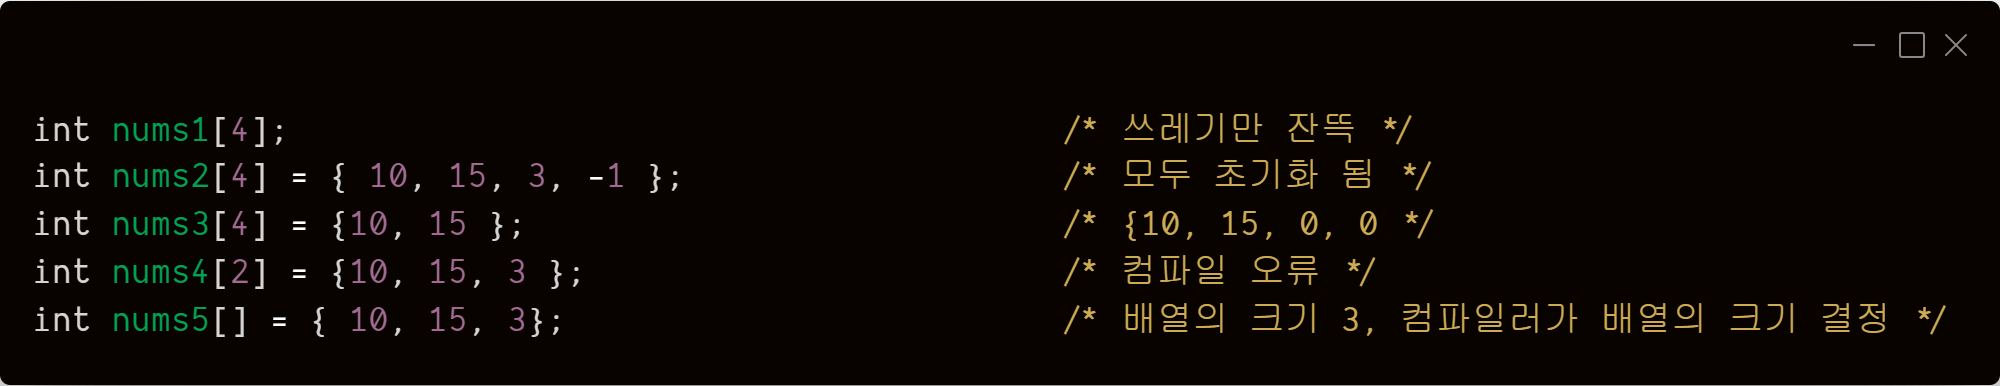 int nums1[4]; /* 쓰레기만 잔뜩 */
int nums2[4] = { 10, 15, 3, -1 }; /* 모두 초기화 됨 */
int nums3[4] = {10, 15 }; /* {10, 15, 0, 0 */
int nums4[2] = {10, 15, 3 }; /* 컴파일 오류 */
int nums5[] = { 10, 15, 3}; /* 배열의 크기 3, 컴파일러가 배열의 크기 결정 */